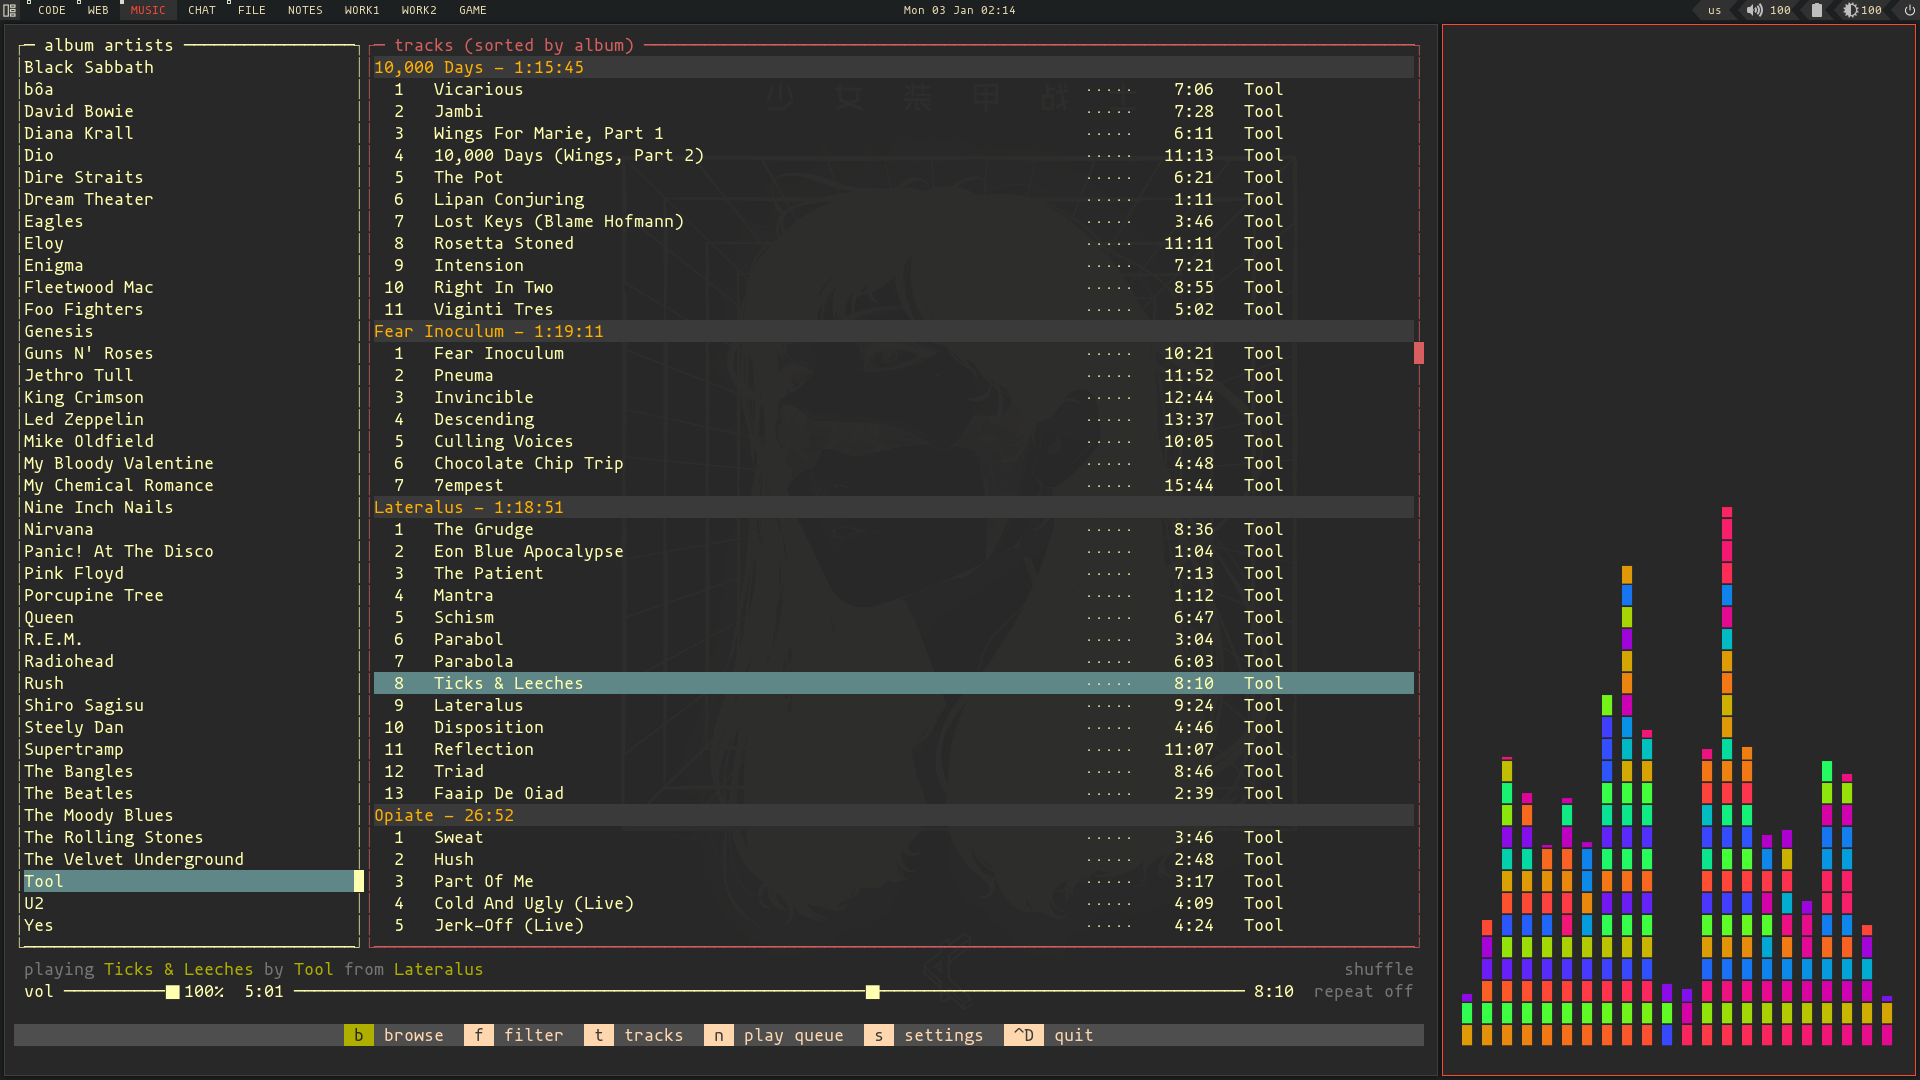 CODE WEB MUSIC CHAT FILE NOTES WORK1 WORK2 GAME Mon 03 Jan 02:14 us 100 100
album artists
Black Sabbath
bôa
David Bowie
Diana Krall
Dio
Dire Straits
Dream Theater
Eagles
Eloy
Enigma
Fleetwood Mac
Foo Fighters
Genesis
Guns N' Roses
Jethro Tull
King Crimson
Led Zeppelin
Mike Oldfield
My Bloody Valentine
My Chemical Romance
Nine Inch Nails
Nirvana
Panic! At The Disco
Pink Floyd
Porcupine Tree
Queen
R.E.M.
Radiohead
Rush
Shiro Sagisu
Steely Dan
Supertramp
The Bangles
The Beatles
The Moody Blues
The Rolling Stones
The Velvet Underground
Tool
U2
Yes
tracks (sorted by album)
10,000 Days – 1:15:45
1 Vicarious ····· 7:06 Tool
2 Jambi ····· 7:28 Tool
3 Wings For Marie, Part 1 ····· 6:11 Tool
4 10,000 Days (Wings, Part 2) ····· 11:13 Tool
5 The Pot ····· 6:21 Tool
6 Lipan Conjuring ····· 1:11 Tool
7 Lost Keys (Blame Hofmann) ····· 3:46 Tool
8 Rosetta Stoned ····· 11:11 Tool
9 Intension ····· 7:21 Tool
10 Right In Two ····· 8:55 Tool
11 Viginti Tres ····· 5:02 Tool
Fear Inoculum – 1:19:11
1 Fear Inoculum ····· 10:21 Tool
2 Pneuma ····· 11:52 Tool
3 Invincible ····· 12:44 Tool
4 Descending ····· 13:37 Tool
5 Culling Voices ····· 10:05 Tool
6 Chocolate Chip Trip ····· 4:48 Tool
7 7empest ····· 15:44 Tool
Lateralus – 1:18:51
1 The Grudge ····· 8:36 Tool
2 Eon Blue Apocalypse ····· 1:04 Tool
3 The Patient ····· 7:13 Tool
4 Mantra ····· 1:12 Tool
5 Schism ····· 6:47 Tool
6 Parabol ····· 3:04 Tool
7 Parabola ····· 6:03 Tool
8 Ticks & Leeches ····· 8:10 Tool
9 Lateralus ····· 9:24 Tool
10 Disposition ····· 4:46 Tool
11 Reflection ····· 11:07 Tool
12 Triad ····· 8:46 Tool
13 Faaip De Oiad ····· 2:39 Tool
Opiate – 26:52
1 Sweat ····· 3:46 Tool
2 Hush ····· 2:48 Tool
3 Part Of Me ····· 3:17 Tool
4 Cold And Ugly (Live) ····· 4:09 Tool
5 Jerk-Off (Live) ····· 4:24 Tool
少女装甲战士
playing Ticks & Leeches by Tool from Lateralus shuffle
vol 100% 5:01 8:10 repeat off
b browse f filter t tracks n play queue s settings ^D quit